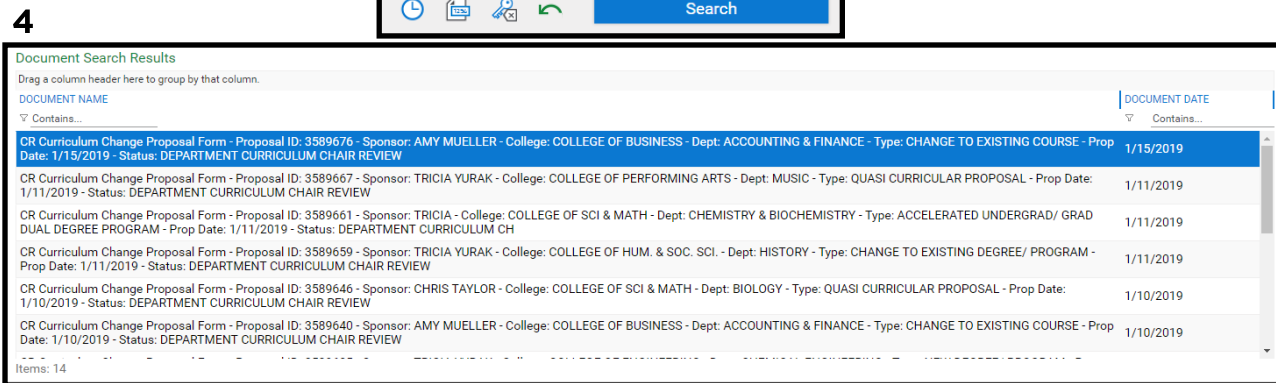 Search
4
Document Search Results
Drag a column header here to group by that column.
DOCUMENT NAME DOCUMENT DATE
Contains... Contains...
CR Curriculum Change Proposal Form - Proposal ID: 3589676 - Sponsor: AMY MUELLER - College: COLLEGE OF BUSINESS - Dept: ACCOUNTING & FINANCE - Type: CHANGE TO EXISTING COURSE - Prop
Date: 1/15/2019 - Status: DEPARTMENT CURRICULUM CHAIR REVIEW
1/15/2019
CR Curriculum Change Proposal Form - Proposal ID: 3589667 - Sponsor: TRICIA YURAK - College: COLLEGE OF PERFORMING ARTS - Dept: MUSIC - Type: QUASI CURRICULAR PROPOSAL - Prop Date:
1/11/2019 - Status: DEPARTMENT CURRICULUM CHAIR REVIEW
1/11/2019
CR Curriculum Change Proposal Form - Proposal ID: 3589661 - Sponsor: TRICIA - College: COLLEGE OF SCI & MATH - Dept: CHEMISTRY & BIOCHEMISTRY - Type: ACCELERATED UNDERGRAD/ GRAD
DUAL DEGREE PROGRAM - Prop Date: 1/11/2019 - Status: DEPARTMENT CURRICULUM CH
1/11/2019
CR Curriculum Change Proposal Form - Proposal ID: 3589659 - Sponsor: TRICIA YURAK - College: COLLEGE OF HUM. & SOC. SCI. - Dept: HISTORY - Type: CHANGE TO EXISTING DEGREE/ PROGRAM -
Prop Date: 1/11/2019 - Status: DEPARTMENT CURRICULUM CHAIR REVIEW
1/11/2019
CR Curriculum Change Proposal Form - Proposal ID: 3589646 - Sponsor: CHRIS TAYLOR - College: COLLEGE OF SCI & MATH - Dept: BIOLOGY - Type: QUASI CURRICULAR PROPOSAL - Prop Date:
1/10/2019 - Status: DEPARTMENT CURRICULUM CHAIR REVIEW
1/10/2019
CR Curriculum Change Proposal Form - Proposal ID: 3589640 - Sponsor: AMY MUELLER - College: COLLEGE OF BUSINESS - Dept: ACCOUNTING & FINANCE - Type: CHANGE TO EXISTING COURSE - Prop
Date: 1/10/2019 - Status: DEPARTMENT CURRICULUM CHAIR REVIEW
1/10/2019
Items: 14